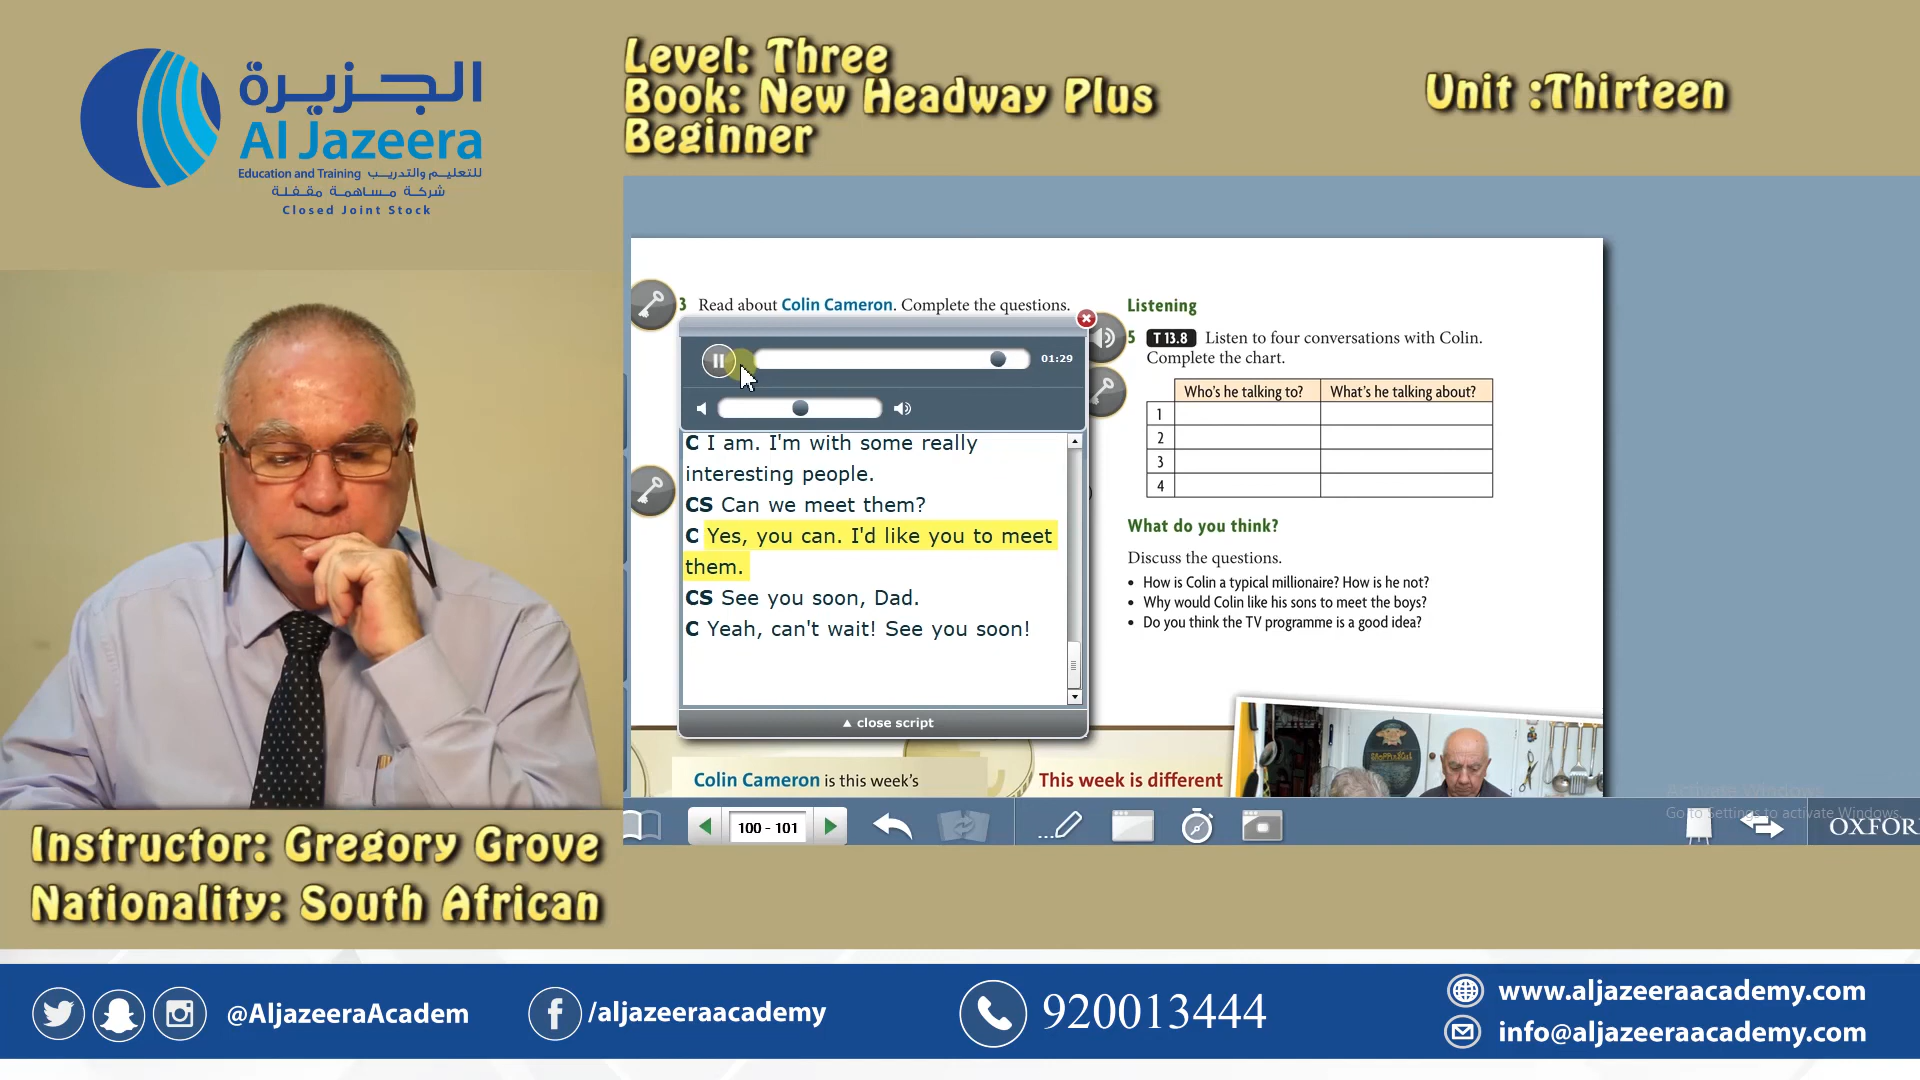 الجزيرة
Al Jazeera
Education and Training للتعليم والتدريب
شركة مساهمة مقفلة
Closed Joint Stock
Level: Three
Book: New Headway Plus
Beginner
Unit :Thirteen
3 Read about Colin Cameron. Complete the questions.
01:29
C I am. I'm with some really
interesting people.
CS Can we meet them?
C Yes, you can. I'd like you to meet
them.
CS See you soon, Dad.
C Yeah, can't wait! See you soon!
▲ close script
Listening
5 T 13.8 Listen to four conversations with Colin.
Complete the chart.
Who's he talking to? What's he talking about?
1
2
3
4
What do you think?
Discuss the questions.
• How is Colin a typical millionaire? How is he not?
• Why would Colin like his sons to meet the boys?
• Do you think the TV programme is a good idea?
Colin Cameron is this week's
This week is different
Activate Windows
Go to Settings to activate Windows.
100 - 101
OXFOR
Instructor: Gregory Grove
Nationality: South African
@AljazeeraAcadem
/aljazeeraacademy
920013444
www.aljazeeraacademy.com
info@aljazeeraacademy.com